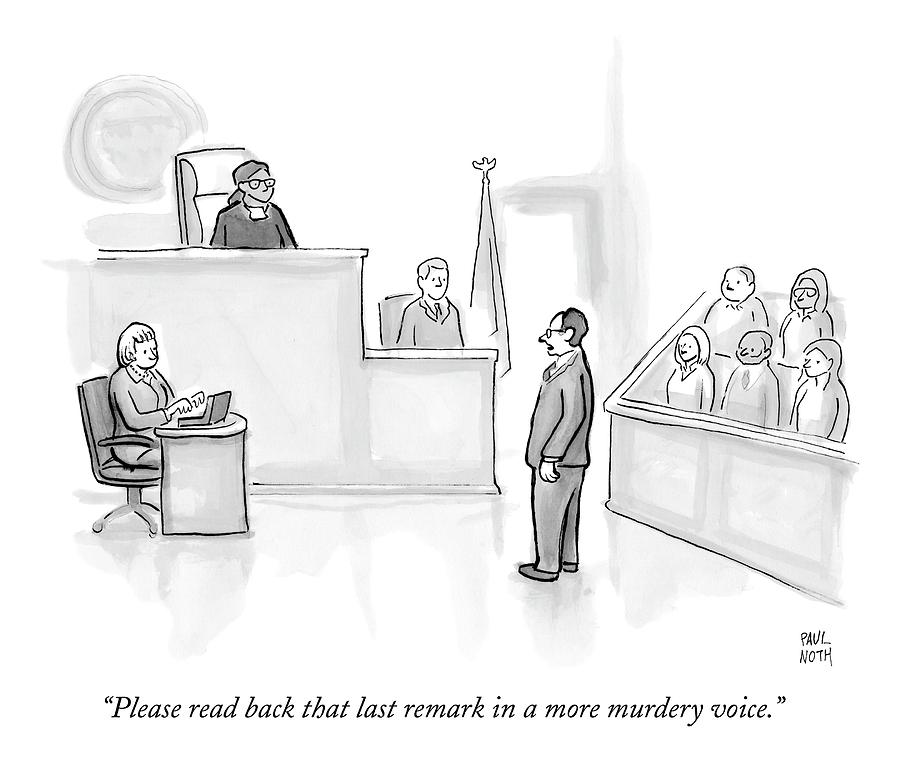 PAUL
NOTH
“Please read back that last remark in a more murdery voice.”